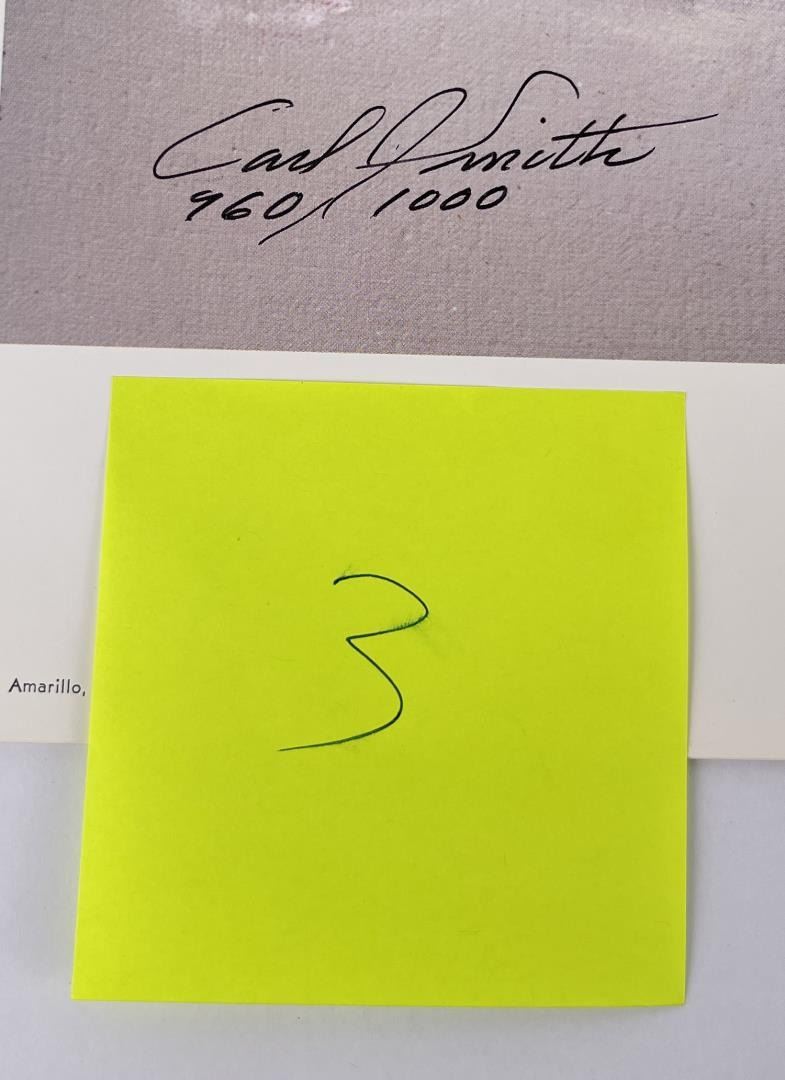 Carl J Smith
960/1000
3
Amarillo,